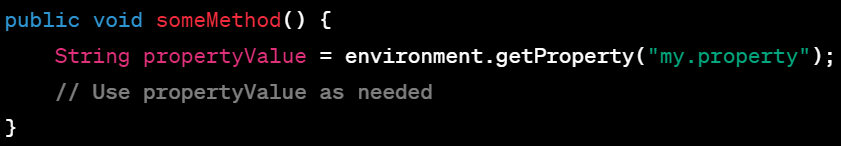 public void someMethod() {
    String propertyValue = environment.getProperty("my.property");
    // Use propertyValue as needed
}